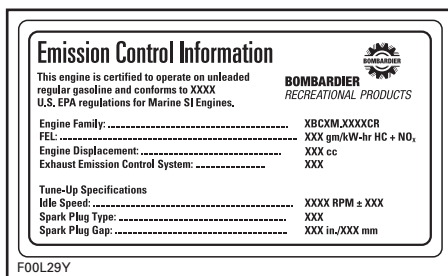 Emission Control Information
This engine is certified to operate on unleaded
regular gasoline and conforms to XXXX
U.S. EPA regulations for Marine SI Engines.
BOMBARDIER
BOMBARDIER
RECREATIONAL PRODUCTS
Engine Family: XBCXM.XXXXCR
FEL: XXX gm/kW-hr HC + NOx
Engine Displacement: XXX cc
Exhaust Emission Control System: XXX
Tune-Up Specifications
Idle Speed: XXXX RPM ± XXX
Spark Plug Type: XXX
Spark Plug Gap: XXX in./XXX mm
F00L29Y